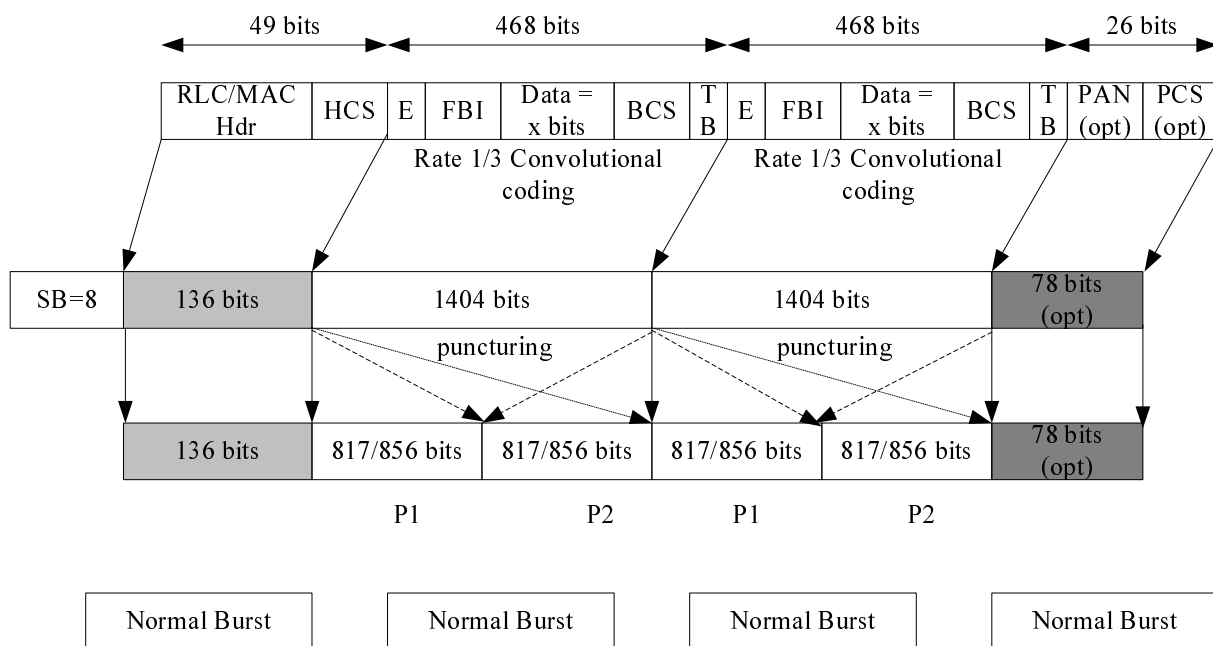 49 bits
468 bits
468 bits
26 bits
RLC/MAC
Hdr
HCS
E
FBI
Data =
x bits
BCS
T
B
E
FBI
Data =
x bits
BCS
T
B
PAN
(opt)
PCS
(opt)
Rate 1/3 Convolutional
coding
Rate 1/3 Convolutional
coding
SB=8
136 bits
1404 bits
1404 bits
78 bits
(opt)
puncturing
puncturing
136 bits
817/856 bits
817/856 bits
817/856 bits
817/856 bits
78 bits
(opt)
P1
P2
P1
P2
Normal Burst
Normal Burst
Normal Burst
Normal Burst